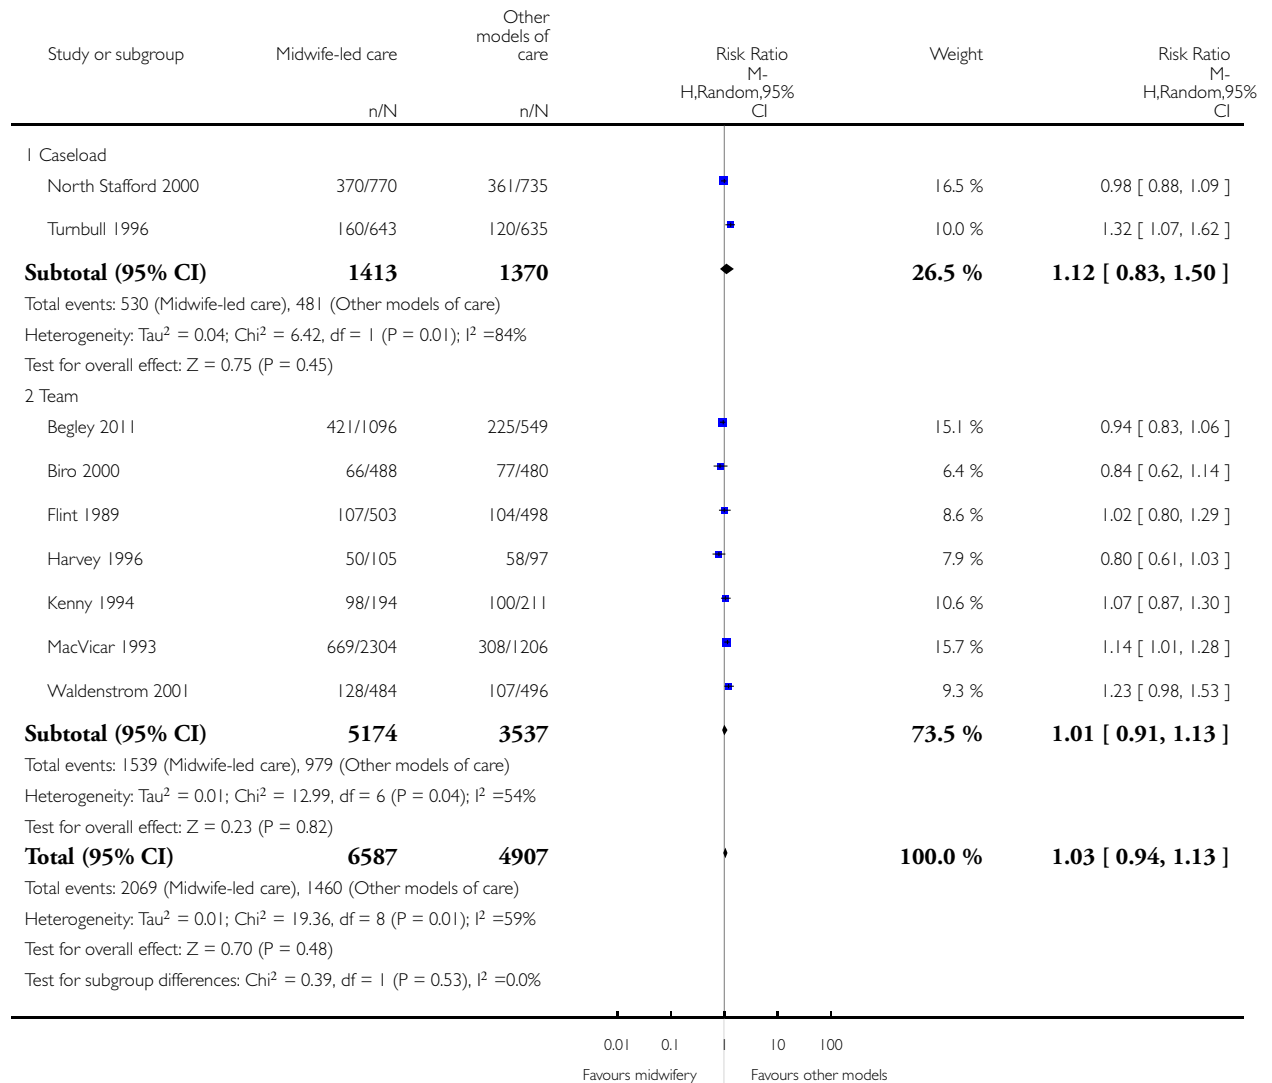 Other
models of
Study or subgroup Midwife-led care care Risk Ratio Weight Risk Ratio
M- M-
H,Random,95% H,Random,95%
n/N n/N CI CI
1 Caseload
North Stafford 2000 370/770 361/735 16.5 % 0.98 [ 0.88, 1.09 ]
Turnbull 1996 160/643 120/635 10.0 % 1.32 [ 1.07, 1.62 ]
Subtotal (95% CI) 1413 1370 26.5 % 1.12 [ 0.83, 1.50 ]
Total events: 530 (Midwife-led care), 481 (Other models of care)
Heterogeneity: Tau² = 0.04; Chi² = 6.42, df = 1 (P = 0.01); I² =84%
Test for overall effect: Z = 0.75 (P = 0.45)
2 Team
Begley 2011 421/1096 225/549 15.1 % 0.94 [ 0.83, 1.06 ]
Biro 2000 66/488 77/480 6.4 % 0.84 [ 0.62, 1.14 ]
Flint 1989 107/503 104/498 8.6 % 1.02 [ 0.80, 1.29 ]
Harvey 1996 50/105 58/97 7.9 % 0.80 [ 0.61, 1.03 ]
Kenny 1994 98/194 100/211 10.6 % 1.07 [ 0.87, 1.30 ]
MacVicar 1993 669/2304 308/1206 15.7 % 1.14 [ 1.01, 1.28 ]
Waldenstrom 2001 128/484 107/496 9.3 % 1.23 [ 0.98, 1.53 ]
Subtotal (95% CI) 5174 3537 73.5 % 1.01 [ 0.91, 1.13 ]
Total events: 1539 (Midwife-led care), 979 (Other models of care)
Heterogeneity: Tau² = 0.01; Chi² = 12.99, df = 6 (P = 0.04); I² =54%
Test for overall effect: Z = 0.23 (P = 0.82)
Total (95% CI) 6587 4907 100.0 % 1.03 [ 0.94, 1.13 ]
Total events: 2069 (Midwife-led care), 1460 (Other models of care)
Heterogeneity: Tau² = 0.01; Chi² = 19.36, df = 8 (P = 0.01); I² =59%
Test for overall effect: Z = 0.70 (P = 0.48)
Test for subgroup differences: Chi² = 0.39, df = 1 (P = 0.53), I² =0.0%
0.01 0.1 1 10 100
Favours midwifery Favours other models